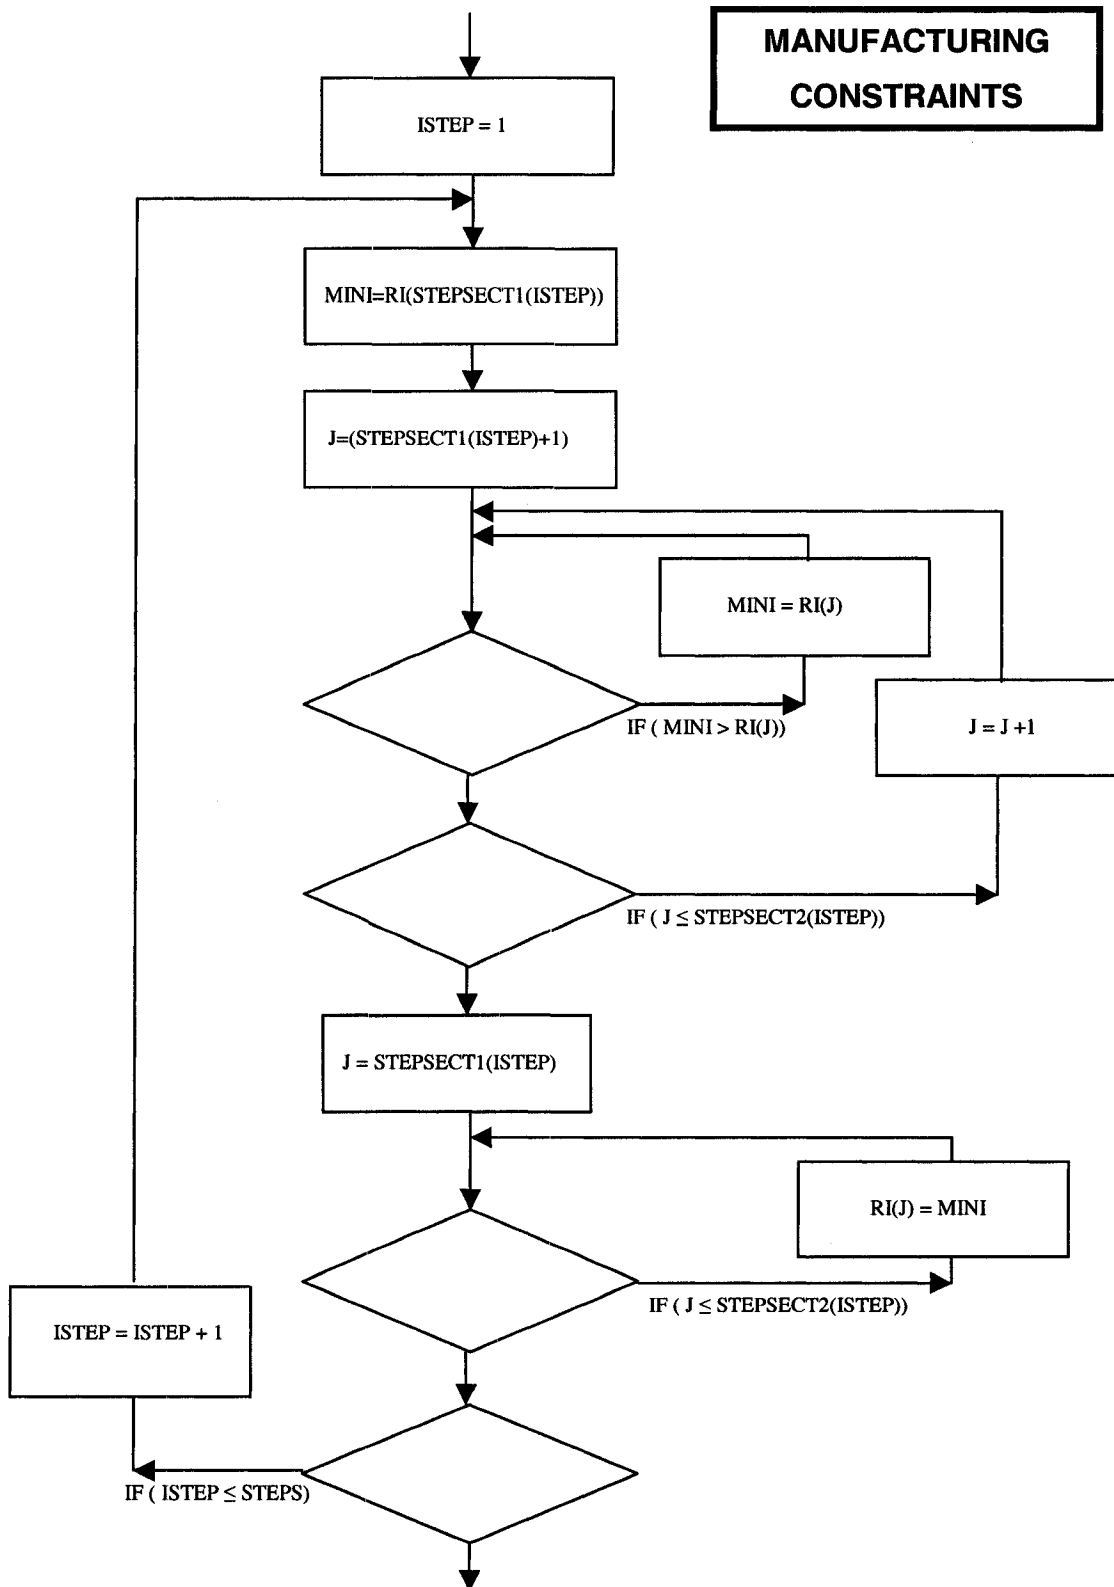 MANUFACTURING
CONSTRAINTS
ISTEP = 1
MINI=RI(STEPSECT1(ISTEP))
J=(STEPSECT1(ISTEP)+1)
MINI = RI(J)
IF ( MINI > RI(J))
J = J +1
IF ( J ≤ STEPSECT2(ISTEP))
J = STEPSECT1(ISTEP)
RI(J) = MINI
IF ( J ≤ STEPSECT2(ISTEP))
ISTEP = ISTEP + 1
IF ( ISTEP ≤ STEPS)